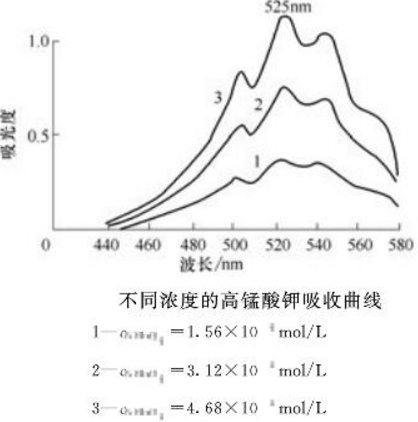 525nm
1.0
0.5
吸光度
3
2
1
0 440 460 480 500 520 540 560 580
波长/nm
不同浓度的高锰酸钾吸收曲线
1— =1.56×10 mol/L
2— =3.12×10 mol/L
3— =4.68×10 mol/L